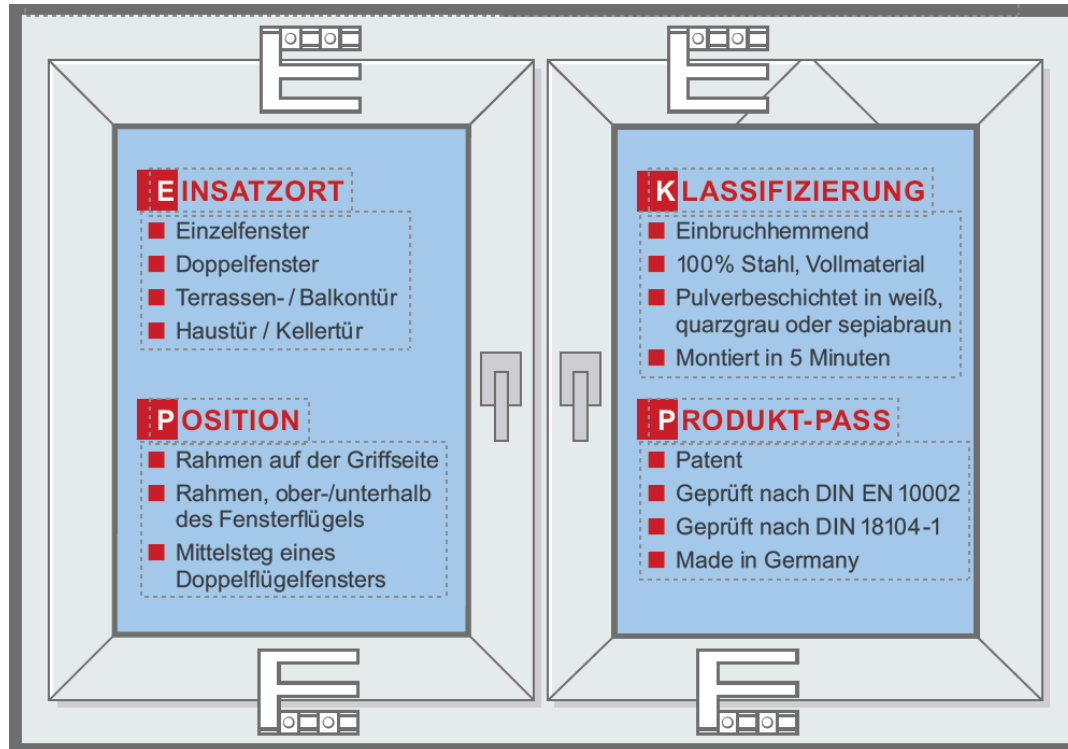 EINSATZORT
Einzelfenster
Doppelfenster
Terrassen- / Balkontür
Haustür / Kellertür
POSITION
Rahmen auf der Griffseite
Rahmen, ober-/unterhalb
des Fensterflügels
Mittelsteg eines
Doppelflügelfensters
KLASSIFIZIERUNG
Einbruchhemmend
100% Stahl, Vollmaterial
Pulverbeschichtet in weiß,
quarzgrau oder sepiabraun
Montiert in 5 Minuten
PRODUKT-PASS
Patent
Geprüft nach DIN EN 10002
Geprüft nach DIN 18104-1
Made in Germany